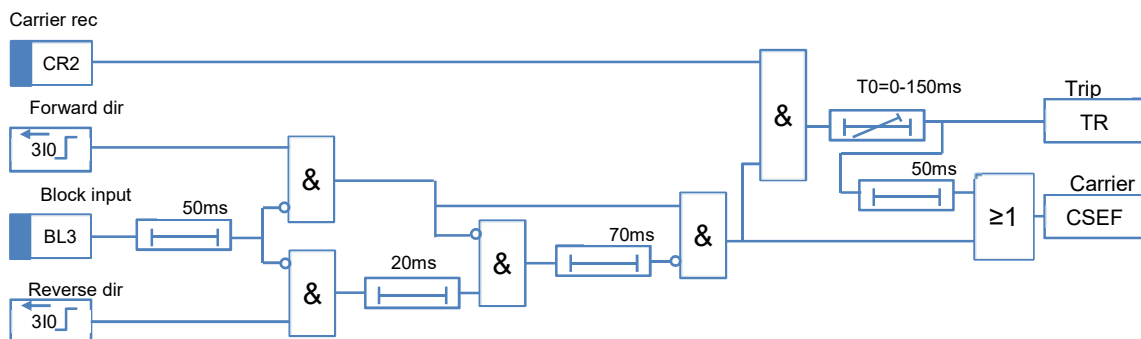 Carrier rec
CR2
T0=0-150ms
Trip
TR
Forward dir
3I0
&
&
Block input
50ms
BL3
50ms
Carrier
CSEF
≥1
&
70ms
&
20ms
&
Reverse dir
3I0